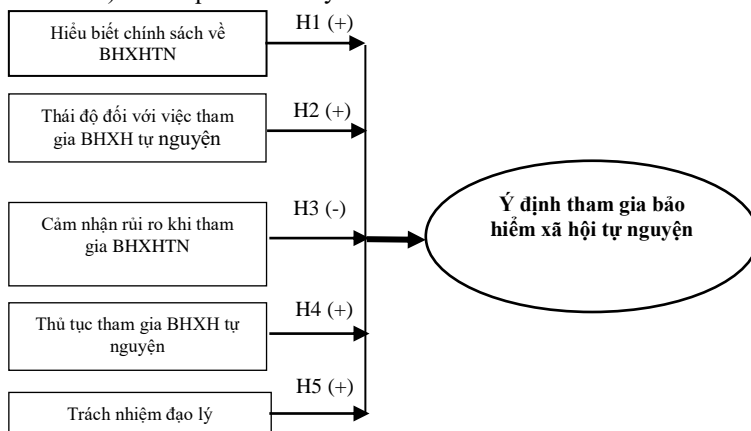 Hiểu biết chính sách về
BHXHTN
H1 (+)
Thái độ đối với việc tham
gia BHXH tự nguyện
H2 (+)
Cảm nhận rủi ro khi tham
gia BHXHTN
H3 (-)
Thủ tục tham gia BHXH tự
nguyện
H4 (+)
Trách nhiệm đạo lý
H5 (+)
Ý định tham gia bảo
hiểm xã hội tự nguyện